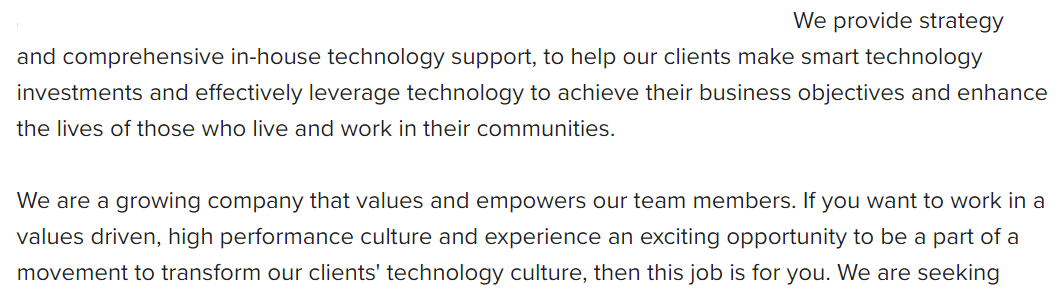 We provide strategy
and comprehensive in-house technology support, to help our clients make smart technology
investments and effectively leverage technology to achieve their business objectives and enhance
the lives of those who live and work in their communities.
We are a growing company that values and empowers our team members. If you want to work in a
values driven, high performance culture and experience an exciting opportunity to be a part of a
movement to transform our clients' technology culture, then this job is for you. We are seeking